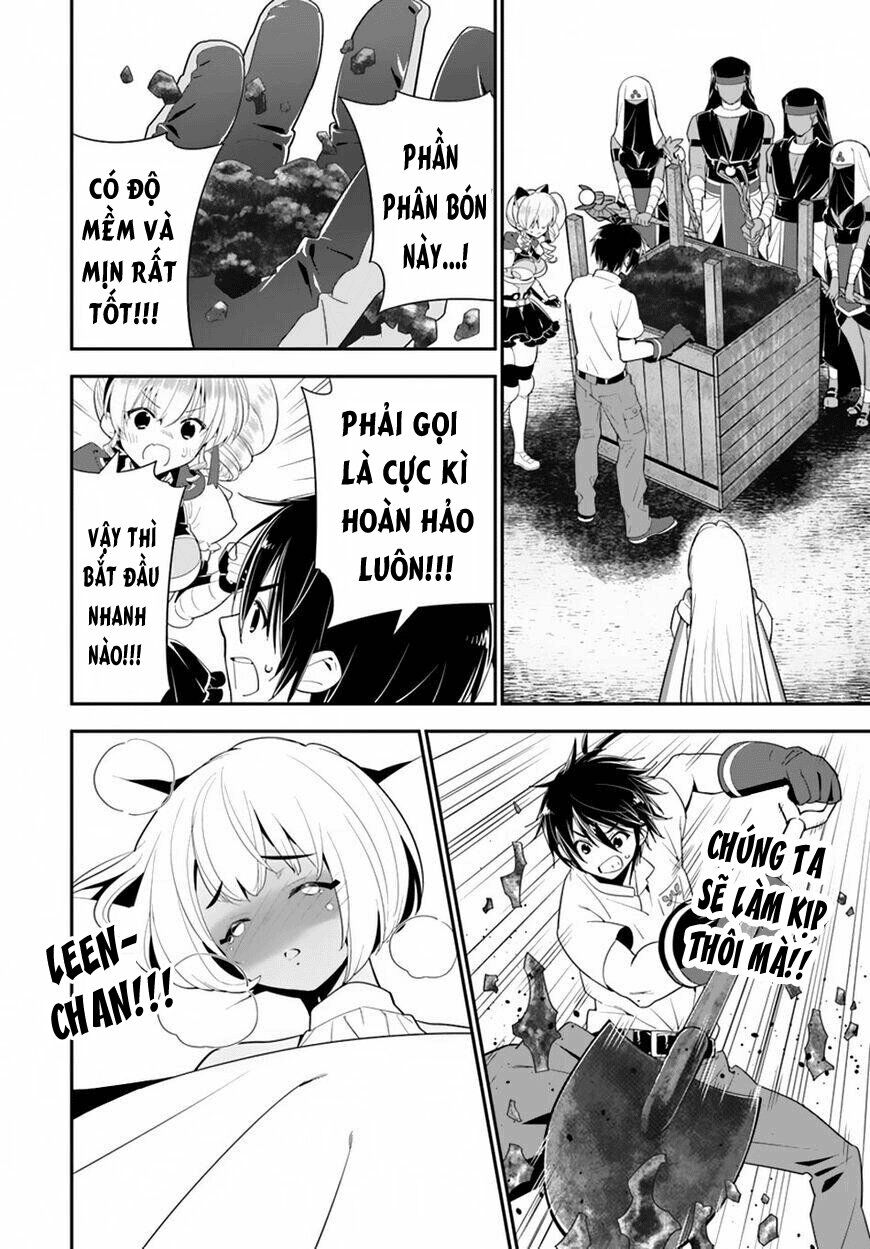 PHẦN
PHÂN BÓN
NÀY...!
CÓ ĐỘ
MỀM VÀ
MỊN RẤT
TỐT!!!
PHẢI GỌI
LÀ CỰC KÌ
HOÀN HẢO
LUÔN!!!
VẬY THÌ
BẮT ĐẦU
NHANH
NÀO!!!
CHÚNG TA
SẼ LÀM KỊP
THÔI MÀ!!
LEEN-
CHAN!!!